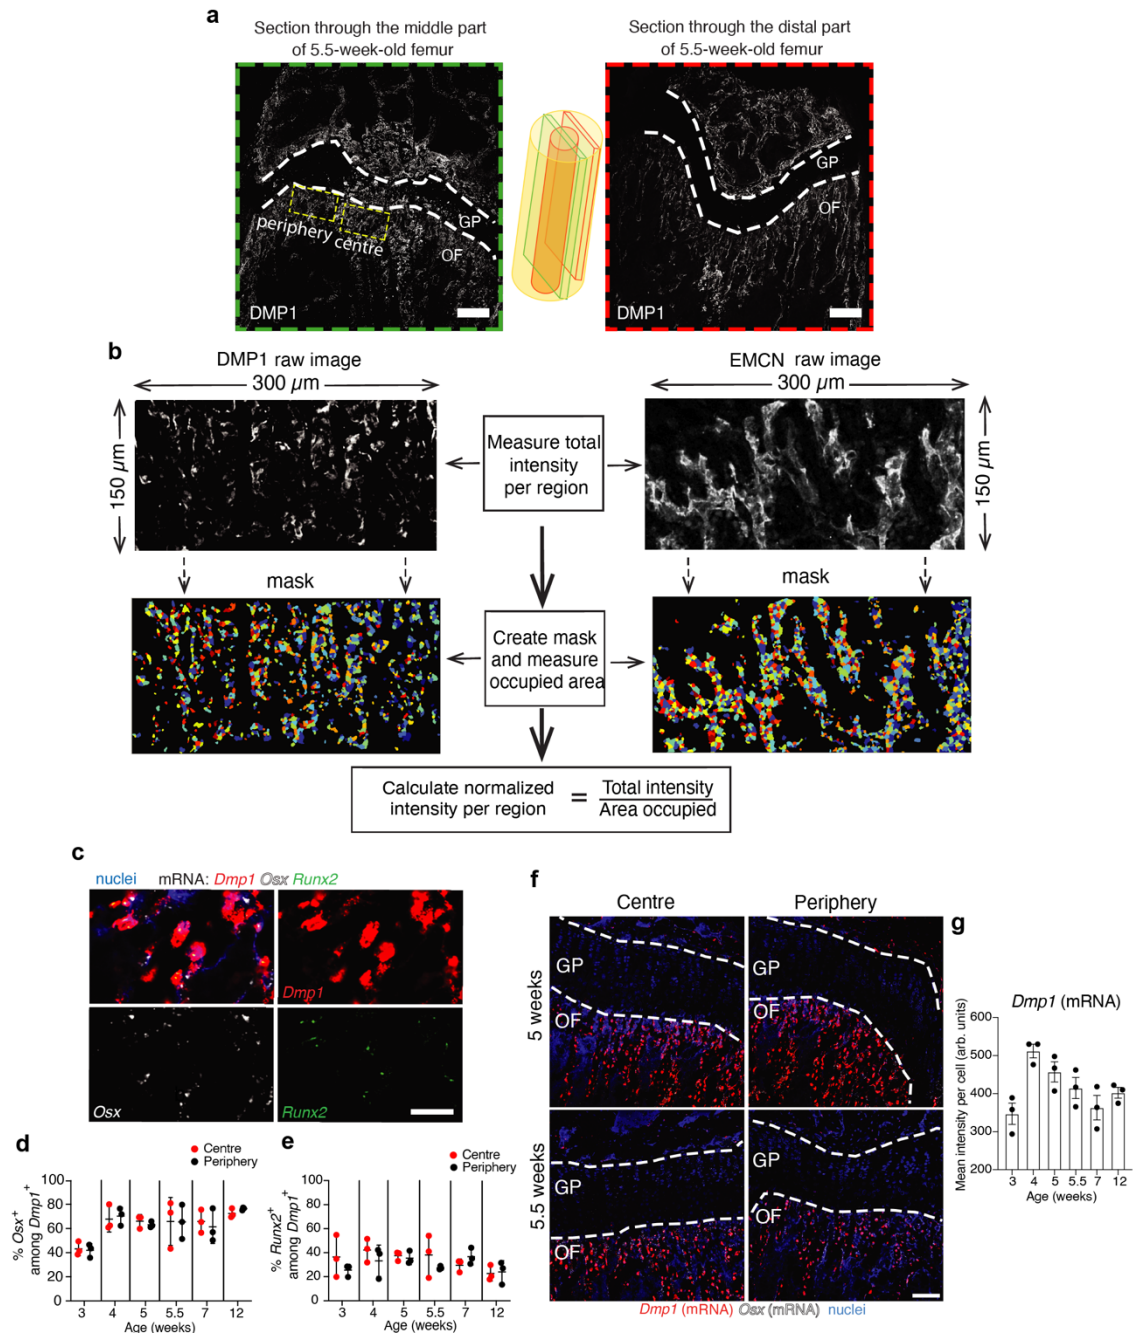 a
Section through the middle part
of 5.5-week-old femur
Section through the distal part
of 5.5-week-old femur
periphery centre
GP
OF
DMP1
GP
OF
DMP1
b
DMP1 raw image
300 µm
150 µm
Measure total
intensity
per region
EMCN raw image
300 µm
150 µm
mask
Create mask
and measure
occupied area
mask
Calculate normalized
intensity per region
=
Total intensity
Area occupied
c
nuclei mRNA: Dmp1 Osx Runx2
Dmp1
Osx
Runx2
d
Centre
Periphery
% Osx+
among Dmp1+
100
80
60
40
20
0
3 4 5 5.5 7 12
Age (weeks)
e
Centre
Periphery
% Runx2+
among Dmp1+
100
80
60
40
20
0
3 4 5 5.5 7 12
Age (weeks)
f
Centre
Periphery
5 weeks
GP
OF
GP
OF
5.5 weeks
GP
OF
GP
OF
Dmp1 (mRNA) Osx (mRNA) nuclei
g
Dmp1 (mRNA)
Mean intensity per cell (arb. units)
600
500
400
300
200
3 4 5 5.5 7 12
Age (weeks)